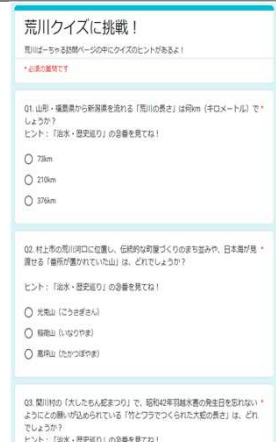 荒川クイズに挑戦！
荒川ばーちゃる訪問ページの中にクイズのヒントがあるよ！
*必須の質問です
Q1. 山形・福島県から新潟県を流れる「荒川の長さ」は何km（キロメートル）で *
しょうか？
ヒント：「治水・歴史巡り」の②番を見てね！
73km
210km
376km
Q2. 村上市の荒川河口に位置し、伝統的な町屋づくりのまち並みや、日本海が見 *
渡せる「番所が置かれていた山」は、どれでしょうか？
ヒント：「治水・歴史巡り」の③番を見てね！
光兎山（こうさぎさん）
稲荷山（いなりやま）
高坪山（たかつぼやま）
Q3. 関川村の「大したもん蛇まつり」で、昭和42年羽越水害の発生日を忘れない *
ようにとの願いが込められている「竹とワラでつくられた大蛇の長さ」は、どれ
でしょうか？
ヒント：「治水・歴史巡り」の⑧番を見てね！